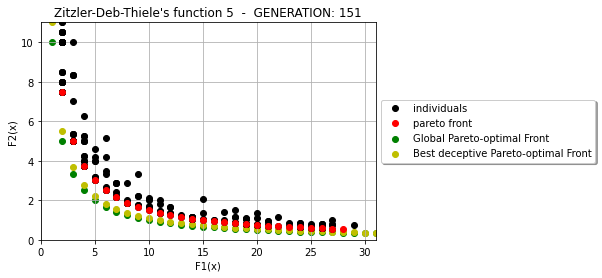 Zitzler-Deb-Thiele's function 5 - GENERATION: 151
F2(x)
10
8
6
4
2
0
0 5 10 15 20 25 30
F1(x)
individuals
pareto front
Global Pareto-optimal Front
Best deceptive Pareto-optimal Front